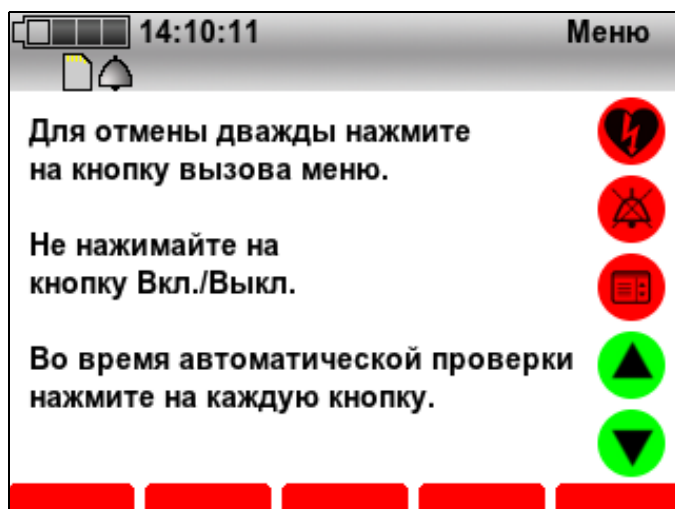 14:10:11 Меню
Для отмены дважды нажмите
на кнопку вызова меню.
Не нажимайте на
кнопку Вкл./Выкл.
Во время автоматической проверки
нажмите на каждую кнопку.